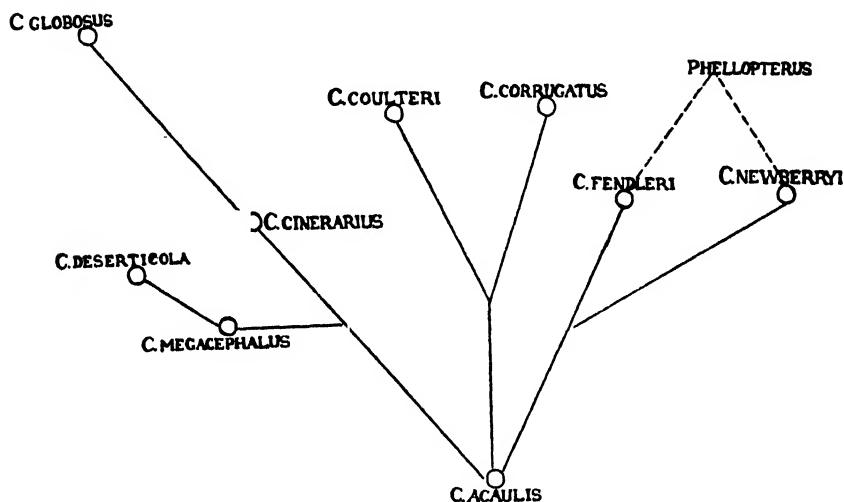 C GLOBOSUS
PHELLOPTERUS
C. COULTERI
C. CORRUGATUS
C. FENDLERI
C. NEWBERRYI
C. CINERARIUS
C. DESERTICOLA
C. MEGACEPHALUS
C. ACAULIS